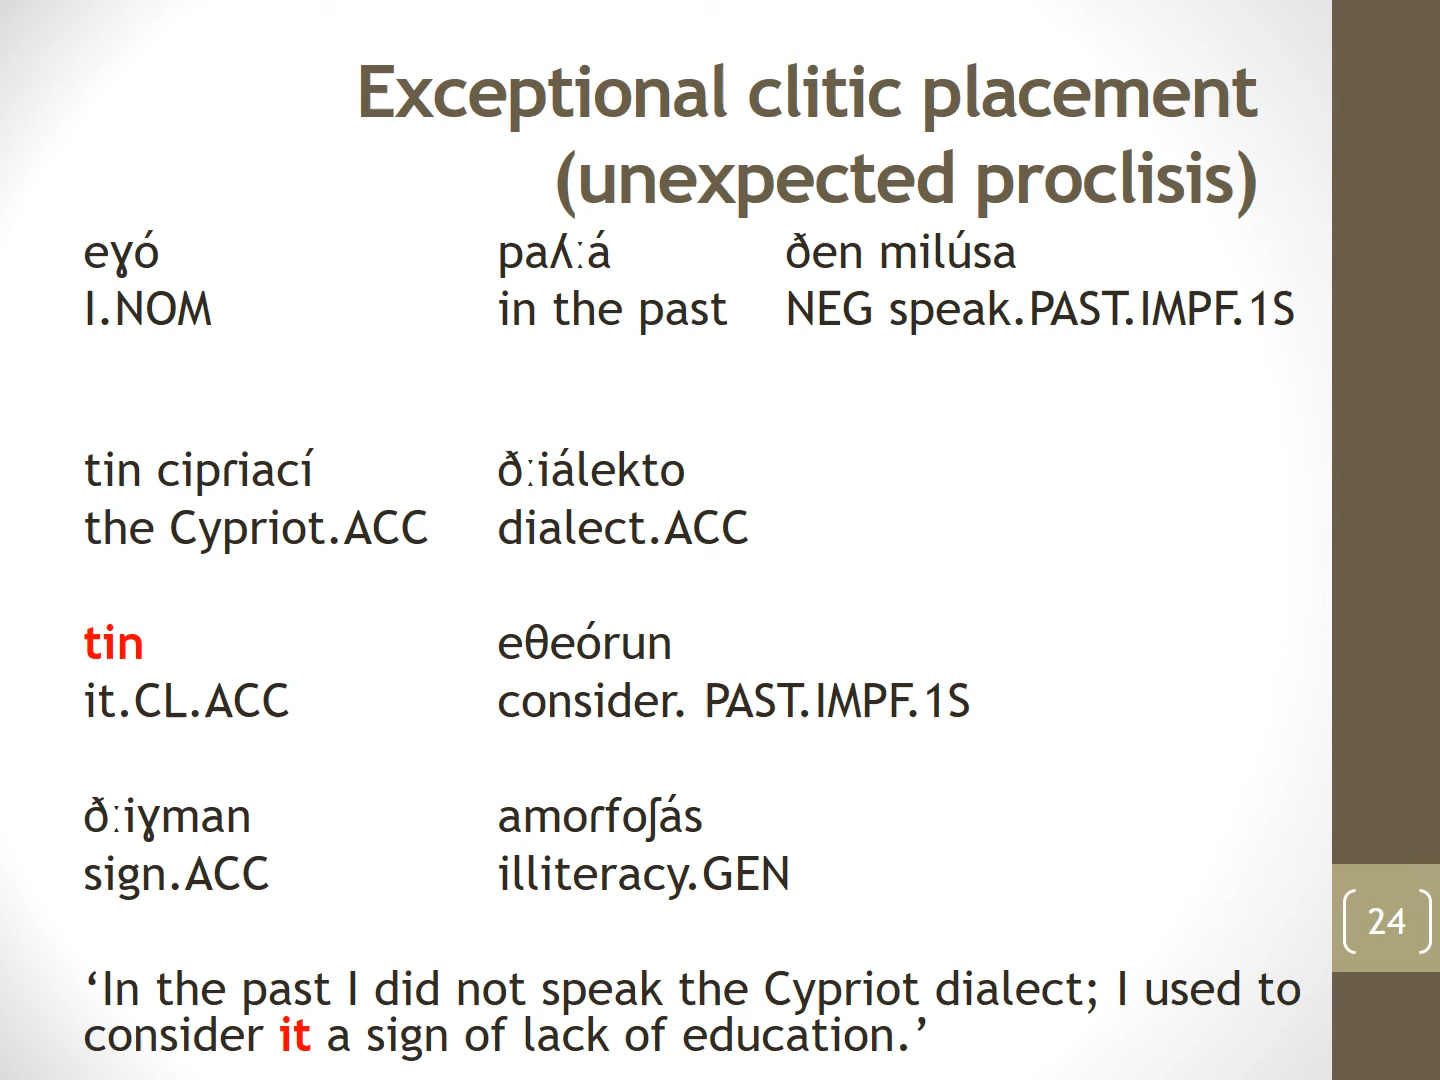 Exceptional clitic placement
(unexpected proclisis)
eɣó paʎːá ðen milúsa
I.NOM in the past NEG speak.PAST.IMPF.1S
tin cipɾiací ðːiálekto
the Cypriot.ACC dialect.ACC
tin eθeórun
it.CL.ACC consider. PAST.IMPF.1S
ðːiɣman amoɾfoʃás
sign.ACC illiteracy.GEN
24
‘In the past I did not speak the Cypriot dialect; I used to
consider it a sign of lack of education.’